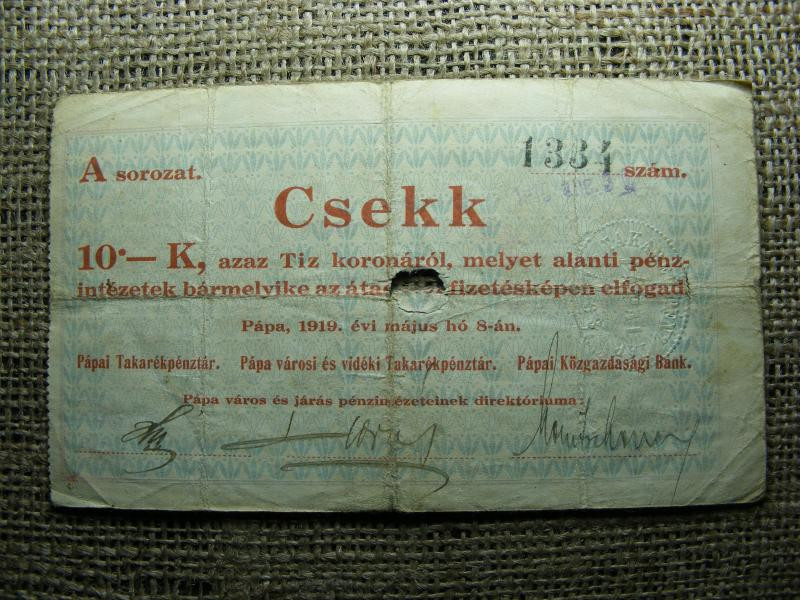 A sorozat.
1334 szám.
Csekk
10·— K, azaz Tiz koronáról, melyet alanti pénz-
intézetek bármelyike az fizetésképen elfogad.
Pápa, 1919. évi május hó 8-án.
Pápai Takarékpénztár. Pápa városi és vidéki Takarékpénztár. Pápai Közgazdasági Bank.
Pápa város és járás pénzintézeteinek direktóriuma: